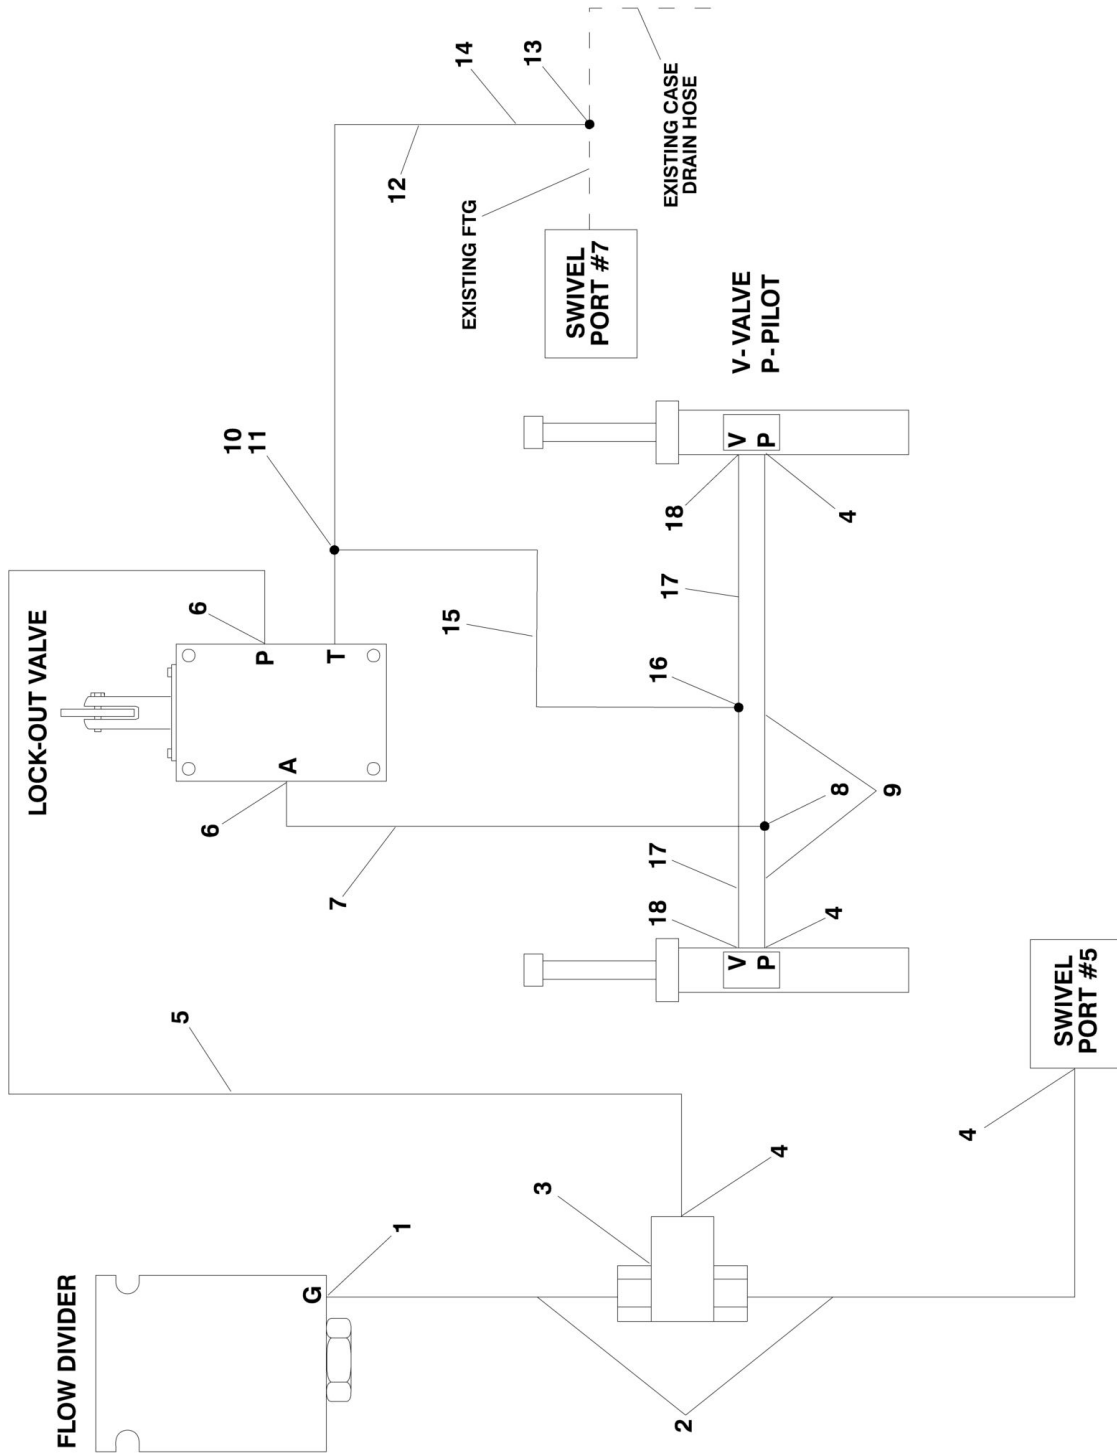 FLOW DIVIDER
G
1
2
3
4
4
SWIVEL
PORT #5
5
LOCK-OUT VALVE
A
P
T
6
6
7
8
9
10
11
12
13
14
EXISTING FTG
EXISTING CASE
DRAIN HOSE
SWIVEL
PORT #7
15
16
17
17
18
V
P
4
18
V
P
4
V-VALVE
P-PILOT